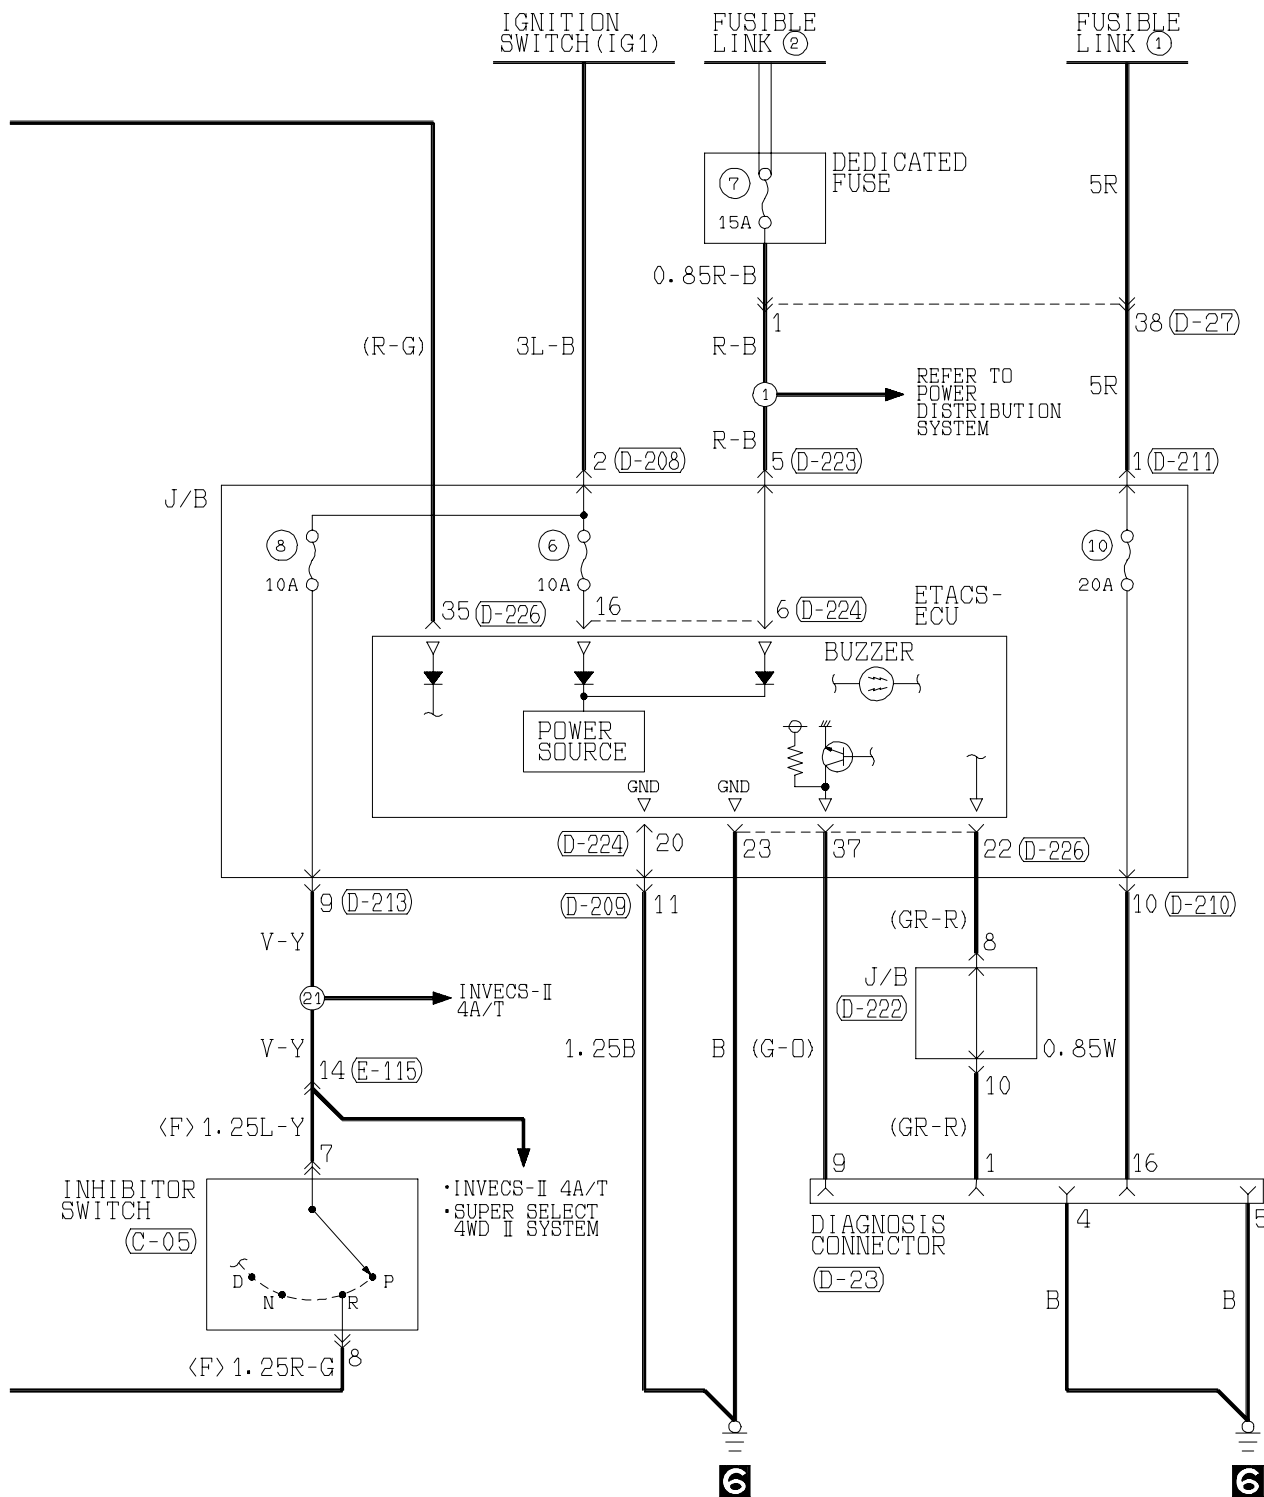 IGNITION
SWITCH(IG1)
FUSIBLE
LINK ②
FUSIBLE
LINK ①
DEDICATED
FUSE
7
15A
5R
0.85R-B
1
38 (D-27)
(R-G)
3L-B
R-B
1
REFER TO
POWER
DISTRIBUTION
SYSTEM
5R
R-B
2 (D-208)
5 (D-223)
1 (D-211)
J/B
8
10A
6
10A
10
20A
35 (D-226)
16
6 (D-224)
ETACS-
ECU
BUZZER
POWER
SOURCE
GND
GND
(D-224) 20
23
37
22 (D-226)
9 (D-213)
(D-209) 11
10 (D-210)
V-Y
(GR-R)
8
J/B
(D-222)
21
INVECS-Ⅱ
4A/T
V-Y
1.25B
B
(G-O)
0.85W
14 (E-115)
10
<F>1.25L-Y
(GR-R)
7
9
1
16
INHIBITOR
SWITCH
(C-05)
・INVECS-Ⅱ 4A/T
・SUPER SELECT
4WD Ⅱ SYSTEM
DIAGNOSIS
CONNECTOR
(D-23)
4
5
D
N
R
P
B
B
<F>1.25R-G
8
6
6